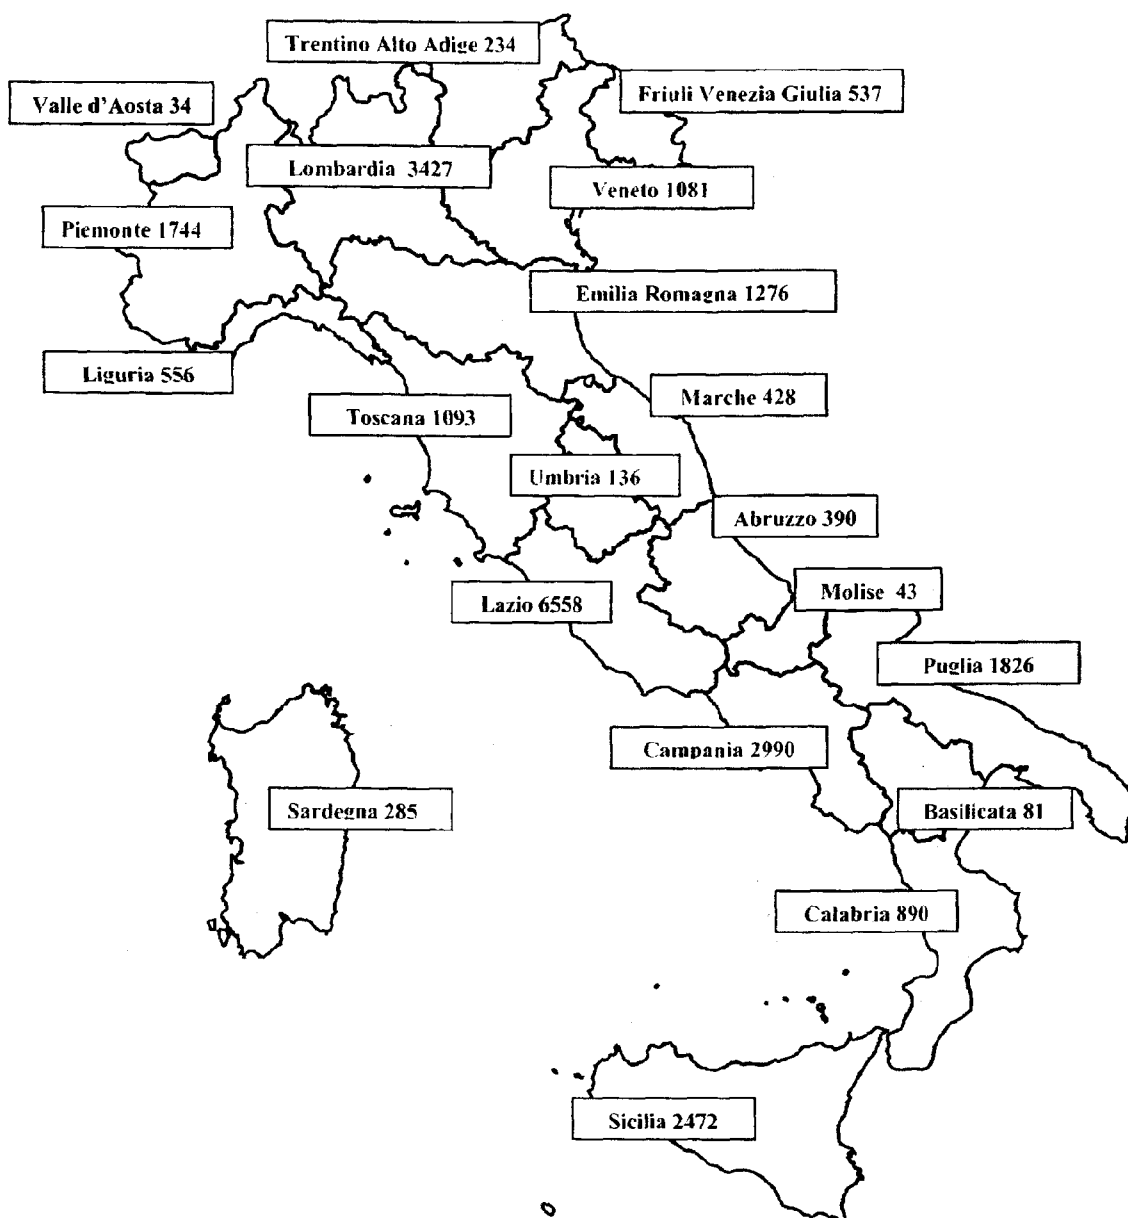 Trentino Alto Adige 234
Valle d'Aosta 34
Friuli Venezia Giulia 537
Lombardia 3427
Veneto 1081
Piemonte 1744
Emilia Romagna 1276
Liguria 556
Marche 428
Toscana 1093
Umbria 136
Abruzzo 390
Molise 43
Lazio 6558
Puglia 1826
Campania 2990
Sardegna 285
Basilicata 81
Calabria 890
Sicilia 2472